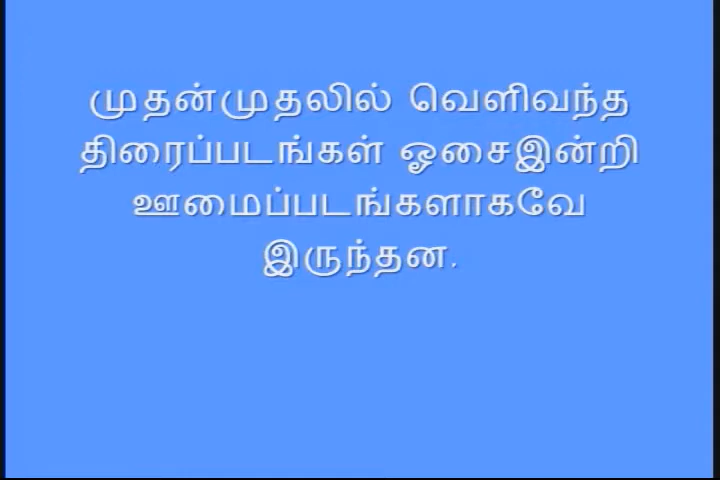 முதன்முதலில் வெளிவந்த
திரைப்படங்கள் ஓசைஇன்றி
ஊமைப்படங்களாகவே
இருந்தன.